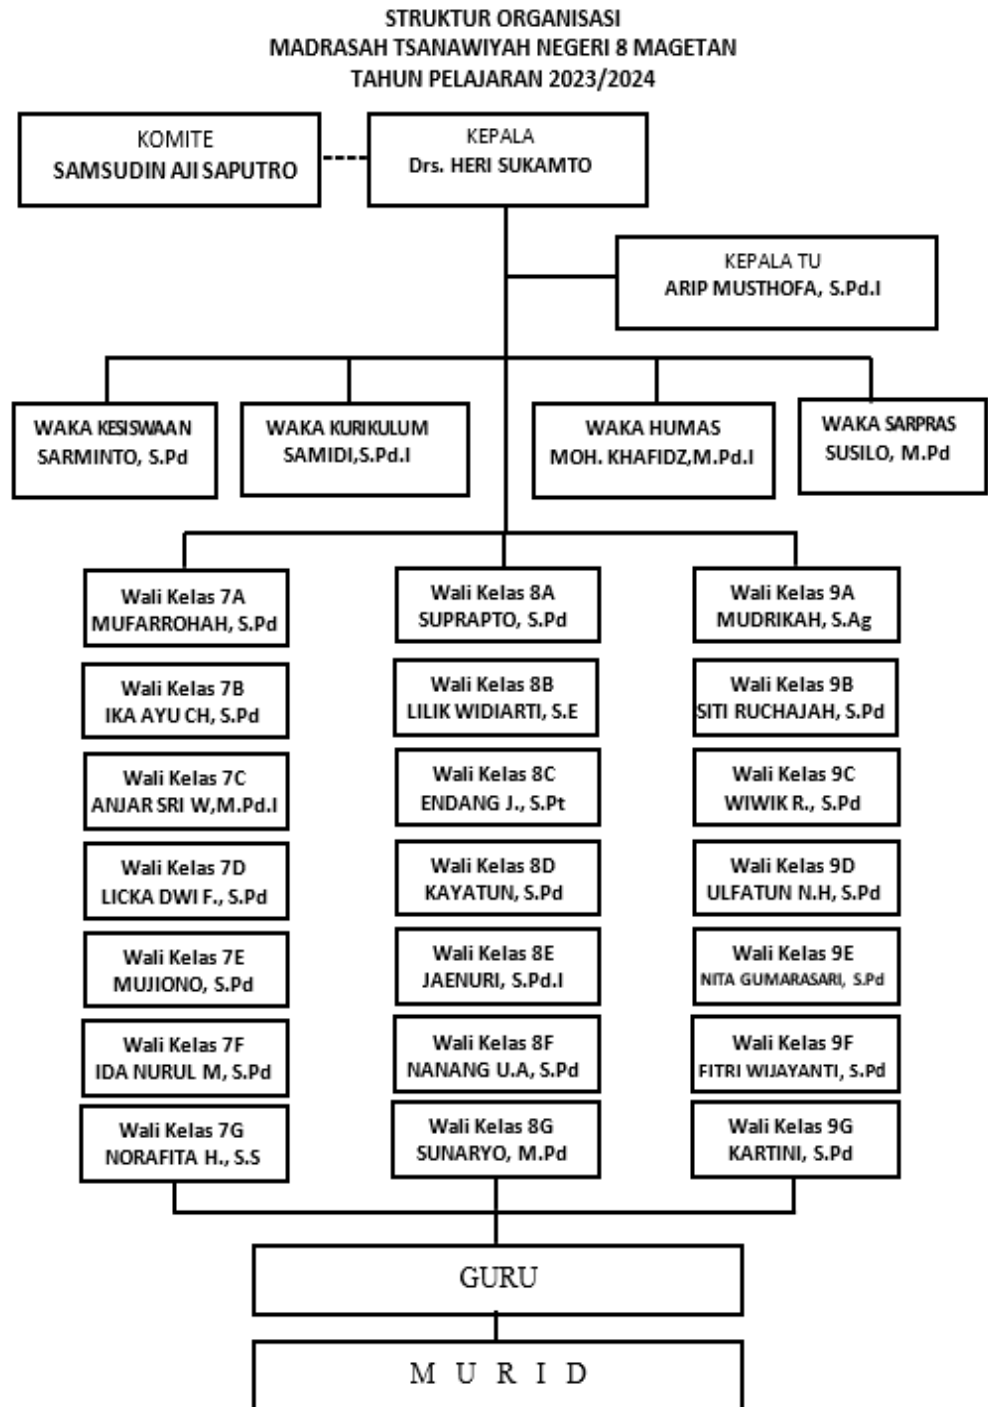 STRUKTUR ORGANISASI
MADRASAH TSANAWIYAH NEGERI 8 MAGETAN
TAHUN PELAJARAN 2023/2024
KOMITE
SAMSUDIN AJI SAPUTRO
KEPALA
Drs. HERI SUKAMTO
KEPALA TU
ARIP MUSTHOFA, S.Pd.I
WAKA KESISWAAN
SARMINTO, S.Pd
WAKA KURIKULUM
SAMIDI,S.Pd.I
WAKA HUMAS
MOH. KHAFIDZ,M.Pd.I
WAKA SARPRAS
SUSILO, M.Pd
Wali Kelas 7A
MUFARROHAH, S.Pd
Wali Kelas 8A
SUPRAPTO, S.Pd
Wali Kelas 9A
MUDRIKAH, S.Ag
Wali Kelas 7B
IKA AYU CH, S.Pd
Wali Kelas 8B
LILIK WIDIARTI, S.E
Wali Kelas 9B
SITI RUCHAJAH, S.Pd
Wali Kelas 7C
ANJAR SRI W,M.Pd.I
Wali Kelas 8C
ENDANG J., S.Pt
Wali Kelas 9C
WIWIK R., S.Pd
Wali Kelas 7D
LICKA DWI F., S.Pd
Wali Kelas 8D
KAYATUN, S.Pd
Wali Kelas 9D
ULFATUN N.H, S.Pd
Wali Kelas 7E
MUJIONO, S.Pd
Wali Kelas 8E
JAENURI, S.Pd.I
Wali Kelas 9E
NITA GUMARASARI, S.Pd
Wali Kelas 7F
IDA NURUL M, S.Pd
Wali Kelas 8F
NANANG U.A, S.Pd
Wali Kelas 9F
FITRI WIJAYANTI, S.Pd
Wali Kelas 7G
NORAFITA H., S.S
Wali Kelas 8G
SUNARYO, M.Pd
Wali Kelas 9G
KARTINI, S.Pd
GURU
M U R I D